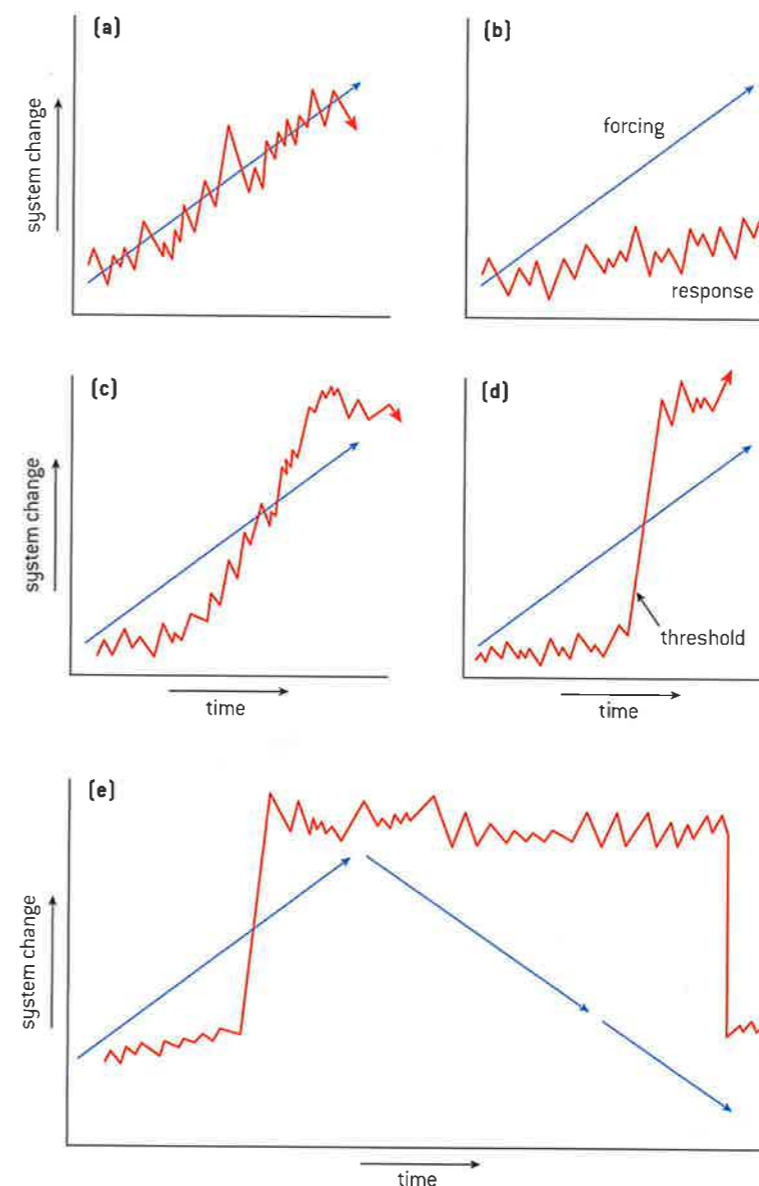 (a)
system change
(b)
forcing
response
(c)
system change
time
(d)
threshold
time
(e)
system change
time